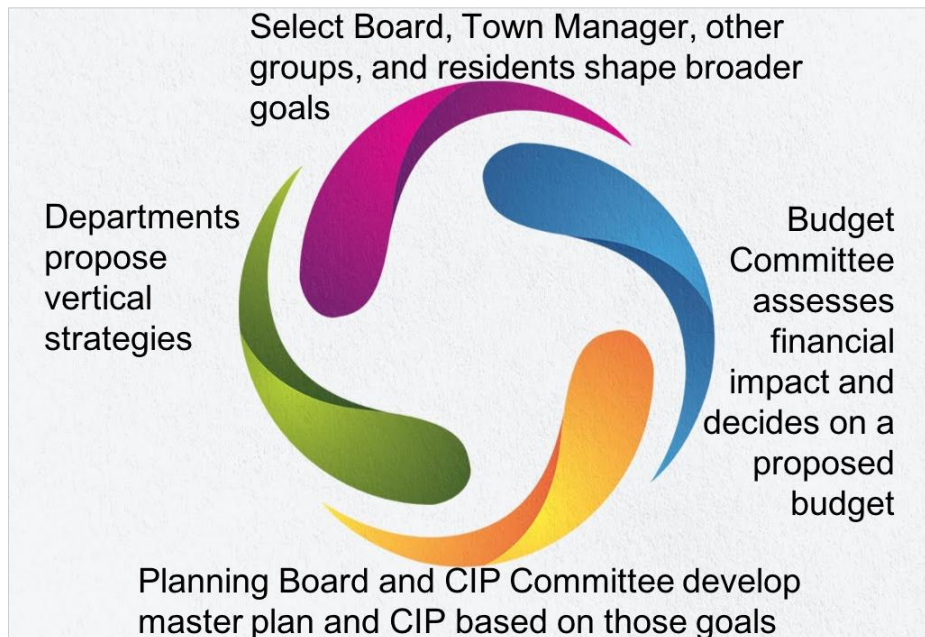 Select Board, Town Manager, other
groups, and residents shape broader
goals
Departments
propose
vertical
strategies
Budget
Committee
assesses
financial
impact and
decides on a
proposed
budget
Planning Board and CIP Committee develop
master plan and CIP based on those goals